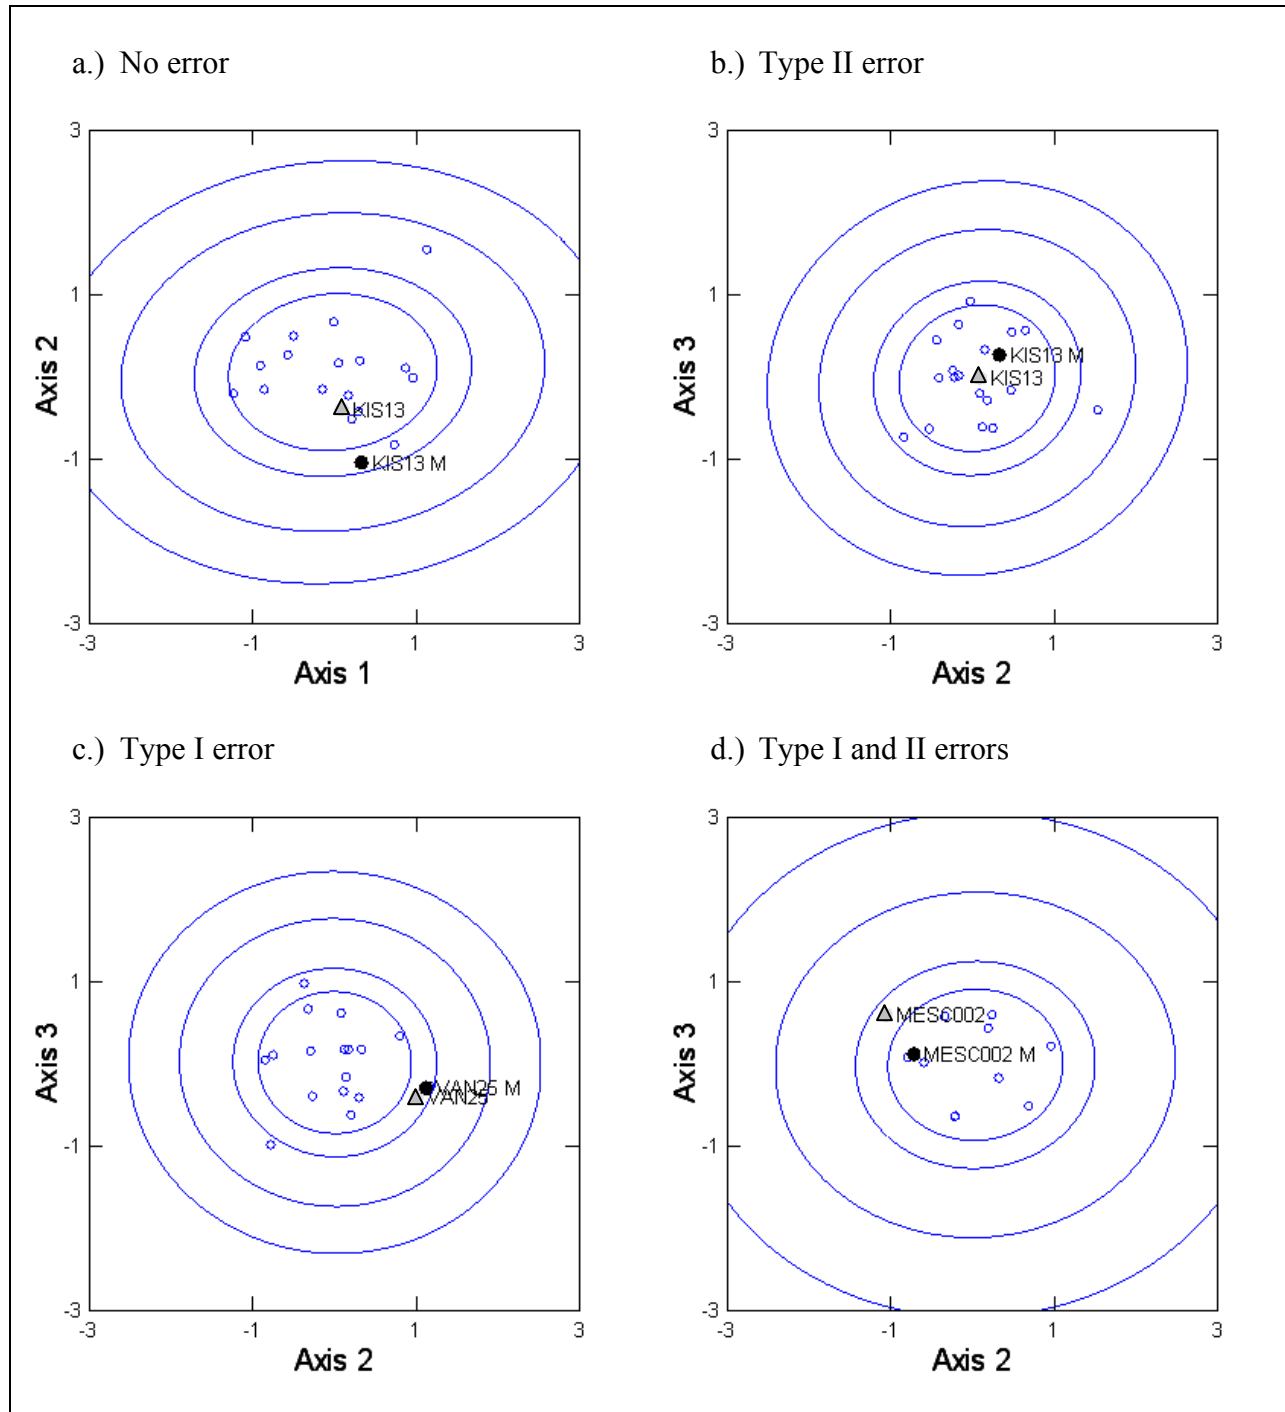 a.) No error
3
1
-1
-3
-3
-1
1
3
Axis 2
Axis 1
KIS13
KIS13 M
b.) Type II error
3
1
-1
-3
-3
-1
1
3
Axis 3
Axis 2
KIS13 M
KIS13
c.) Type I error
3
1
-1
-3
-3
-1
1
3
Axis 3
Axis 2
VAN25 M
VAN25
d.) Type I and II errors
3
1
-1
-3
-3
-1
1
3
Axis 3
Axis 2
MESC002
MESC002 M